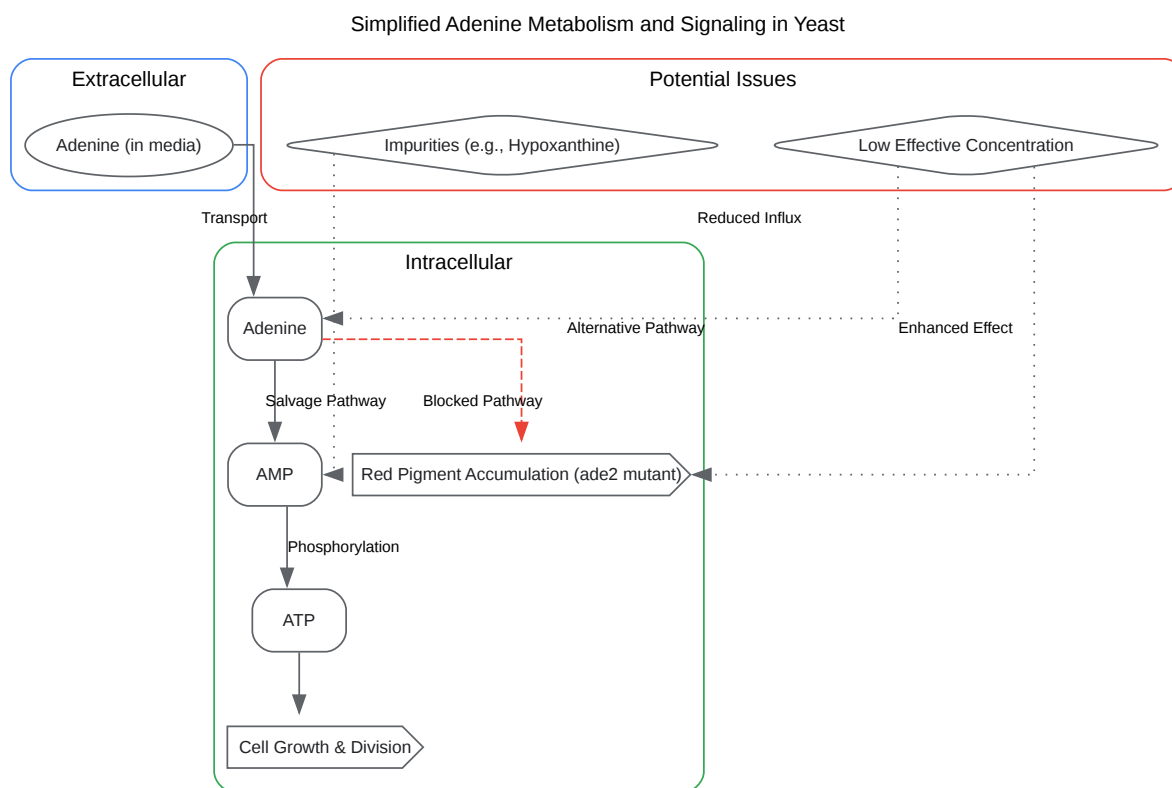 Simplified Adenine Metabolism and Signaling in Yeast
Extracellular
Potential Issues
Adenine (in media)
Impurities (e.g., Hypoxanthine)
Low Effective Concentration
Transport
Reduced Influx
Intracellular
Adenine
Alternative Pathway
Enhanced Effect
Salvage Pathway
Blocked Pathway
AMP
Red Pigment Accumulation (ade2 mutant)
Phosphorylation
ATP
Cell Growth & Division